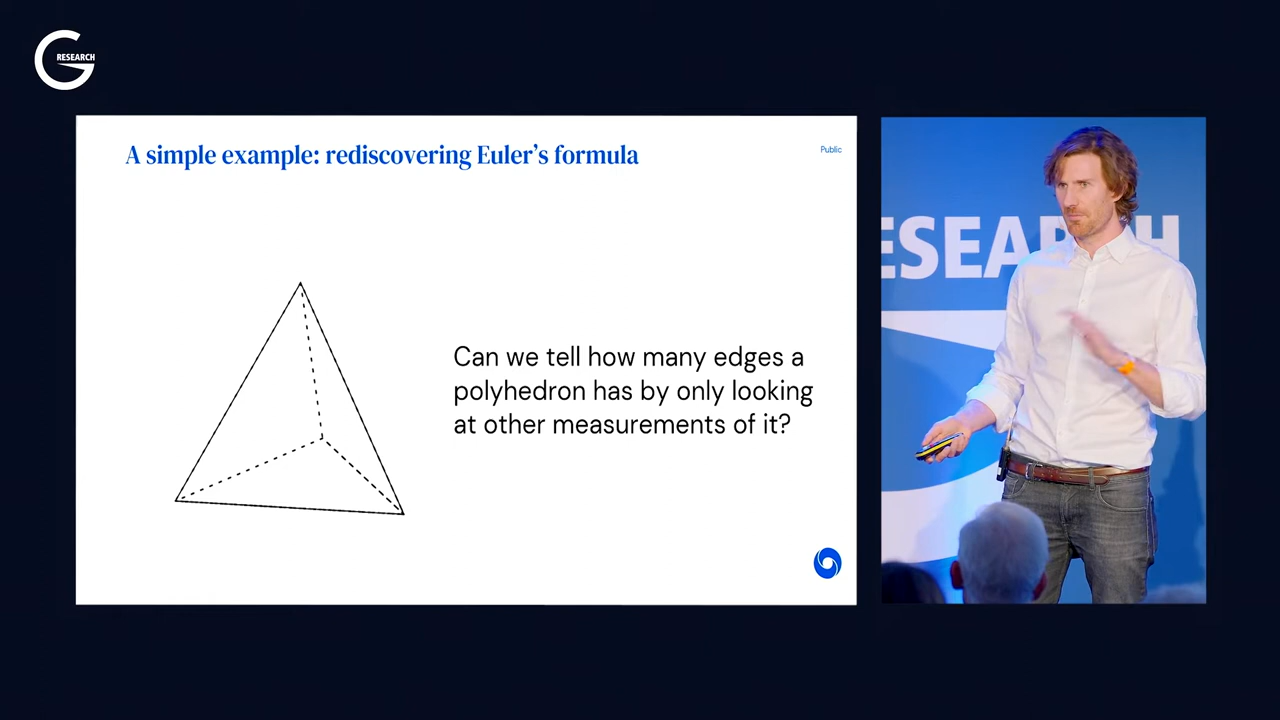 G
RESEARCH
A simple example: rediscovering Euler's formula
Public
Can we tell how many edges a
polyhedron has by only looking
at other measurements of it?
ESEARCH